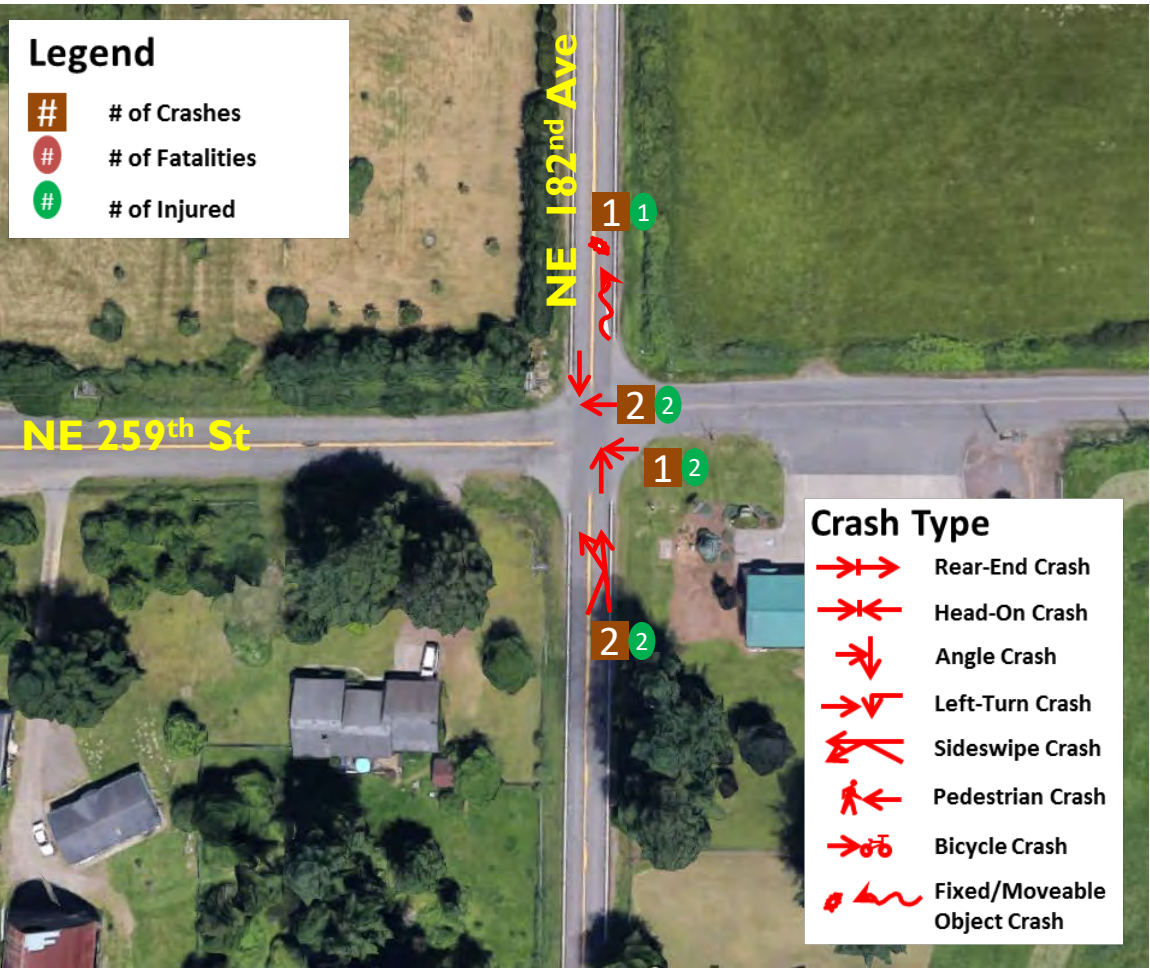 Legend
# # of Crashes
# # of Fatalities
# # of Injured
NE 182nd Ave
1 1
2 2
NE 259th St
1 2
2 2
Crash Type
Rear-End Crash
Head-On Crash
Angle Crash
Left-Turn Crash
Sideswipe Crash
Pedestrian Crash
Bicycle Crash
Fixed/Moveable
Object Crash